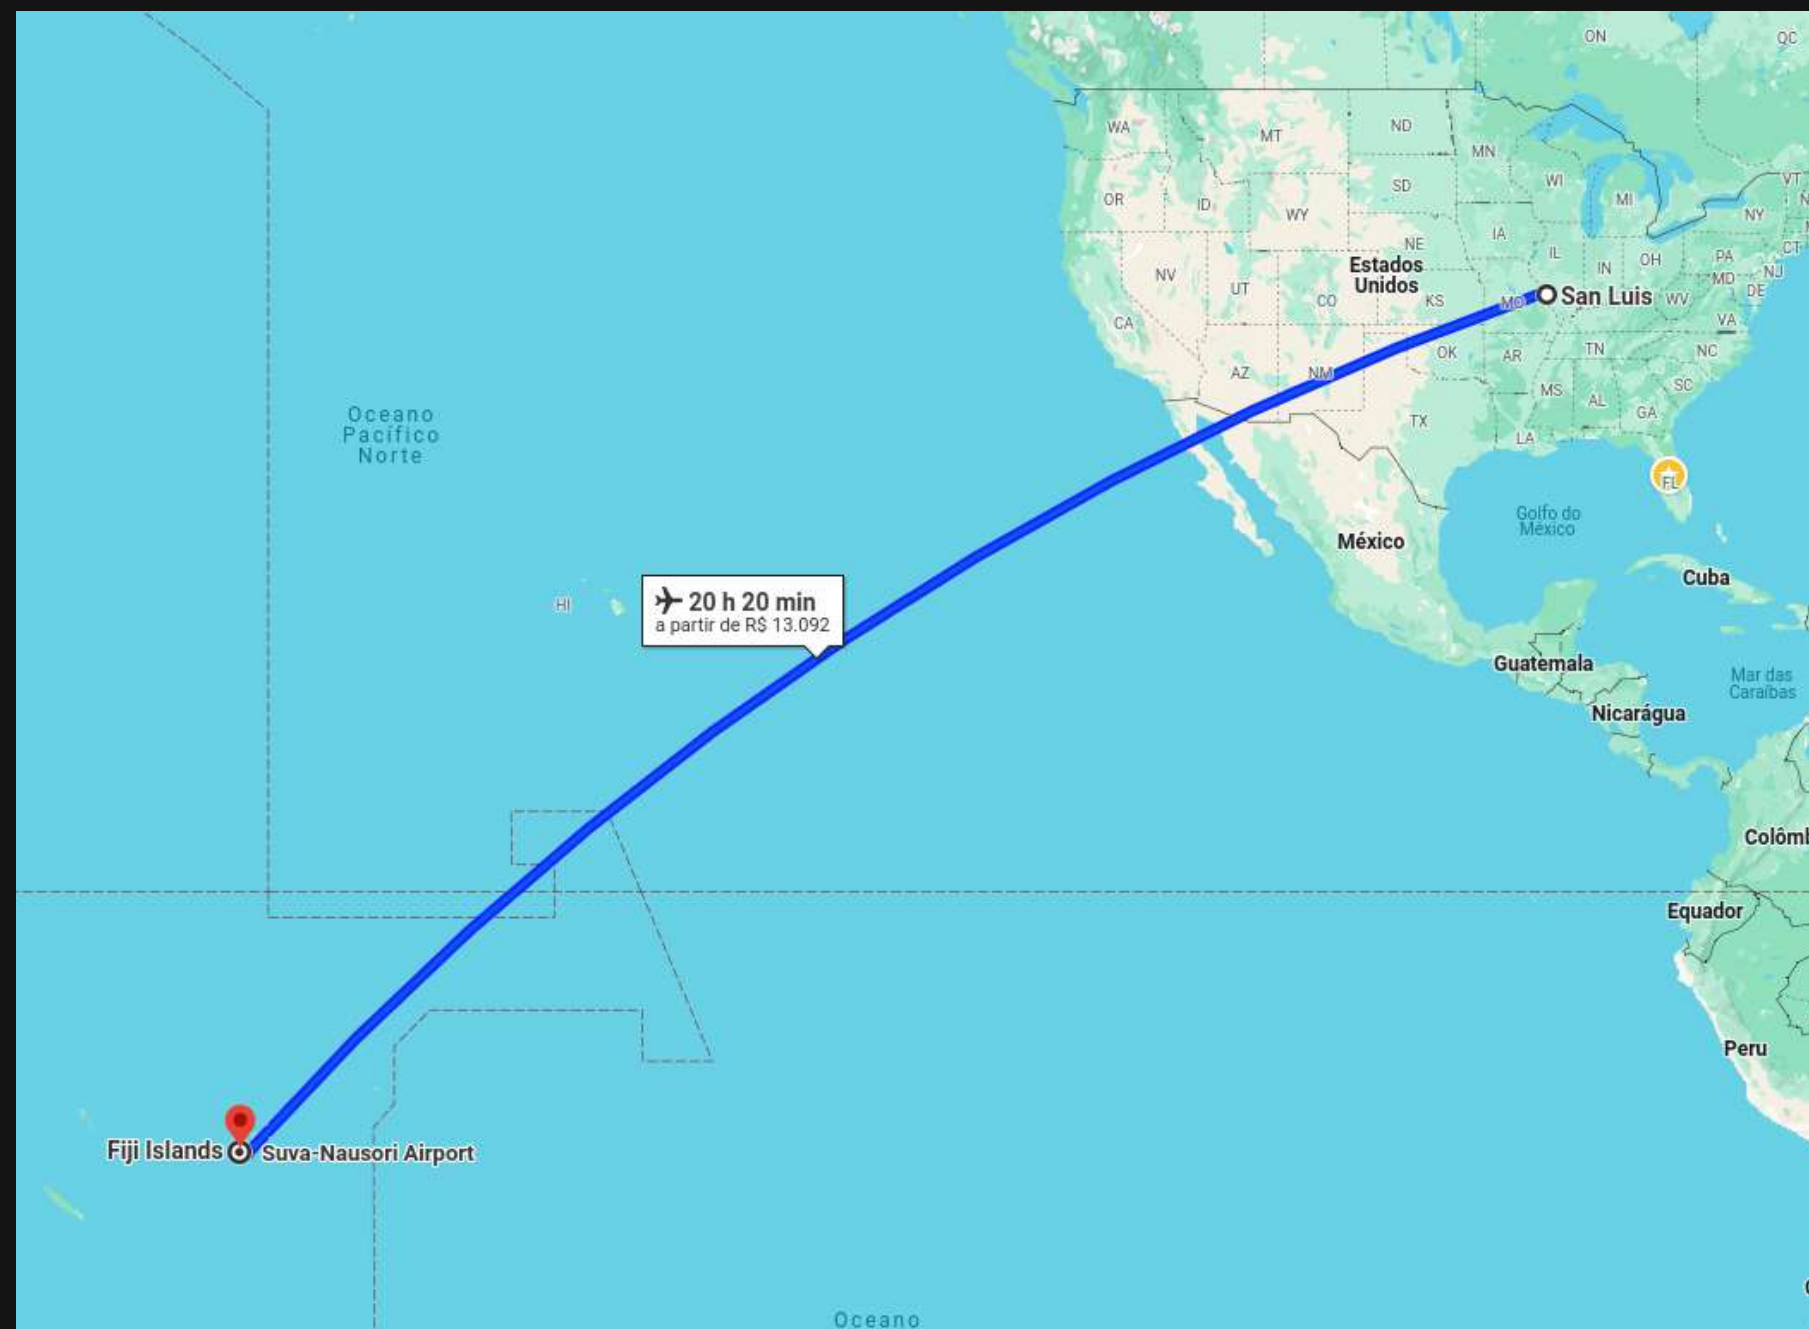 ON
QC
WA
MT
ND
MN
OR
ID
SD
WI
MI
VT
WY
NY
IA
NE
CT
NV
UT
CO
Estados
Unidos
KS
IL
IN
OH
PA
MD
NJ
DE
MO
San Luis
WV
VA
CA
AZ
NM
OK
AR
TN
NC
MS
AL
SC
GA
TX
LA
FL
Oceano
Pacífico
Norte
Golfo do
México
México
Cuba
HI
20 h 20 min
a partir de R$ 13.092
Guatemala
Mar das
Caraíbas
Nicarágua
Colômb
Equador
Peru
Fiji Islands
Suva-Nausori Airport
Oceano